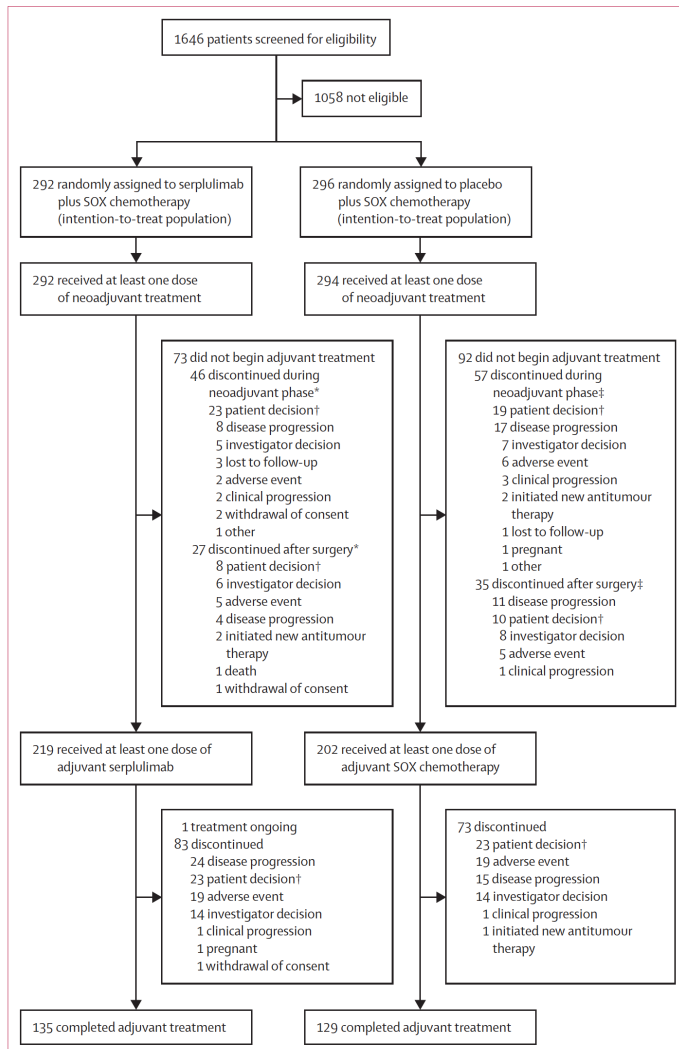 1646 patients screened for eligibility
1058 not eligible
292 randomly assigned to serplulimab
plus SOX chemotherapy
(intention-to-treat population)
296 randomly assigned to placebo
plus SOX chemotherapy
(intention-to-treat population)
292 received at least one dose
of neoadjuvant treatment
294 received at least one dose
of neoadjuvant treatment
73 did not begin adjuvant treatment
46 discontinued during
neoadjuvant phase*
23 patient decision†
8 disease progression
5 investigator decision
3 lost to follow-up
2 adverse event
2 clinical progression
2 withdrawal of consent
1 other
27 discontinued after surgery*
8 patient decision†
6 investigator decision
5 adverse event
4 disease progression
2 initiated new antitumour
therapy
1 death
1 withdrawal of consent
92 did not begin adjuvant treatment
57 discontinued during
neoadjuvant phase‡
19 patient decision†
17 disease progression
7 investigator decision
6 adverse event
3 clinical progression
2 initiated new antitumour
therapy
1 lost to follow-up
1 pregnant
1 other
35 discontinued after surgery‡
11 disease progression
10 patient decision†
8 investigator decision
5 adverse event
1 clinical progression
219 received at least one dose of
adjuvant serplulimab
202 received at least one dose of
adjuvant SOX chemotherapy
1 treatment ongoing
83 discontinued
24 disease progression
23 patient decision†
19 adverse event
14 investigator decision
1 clinical progression
1 pregnant
1 withdrawal of consent
73 discontinued
23 patient decision†
19 adverse event
15 disease progression
14 investigator decision
1 clinical progression
1 initiated new antitumour
therapy
135 completed adjuvant treatment
129 completed adjuvant treatment